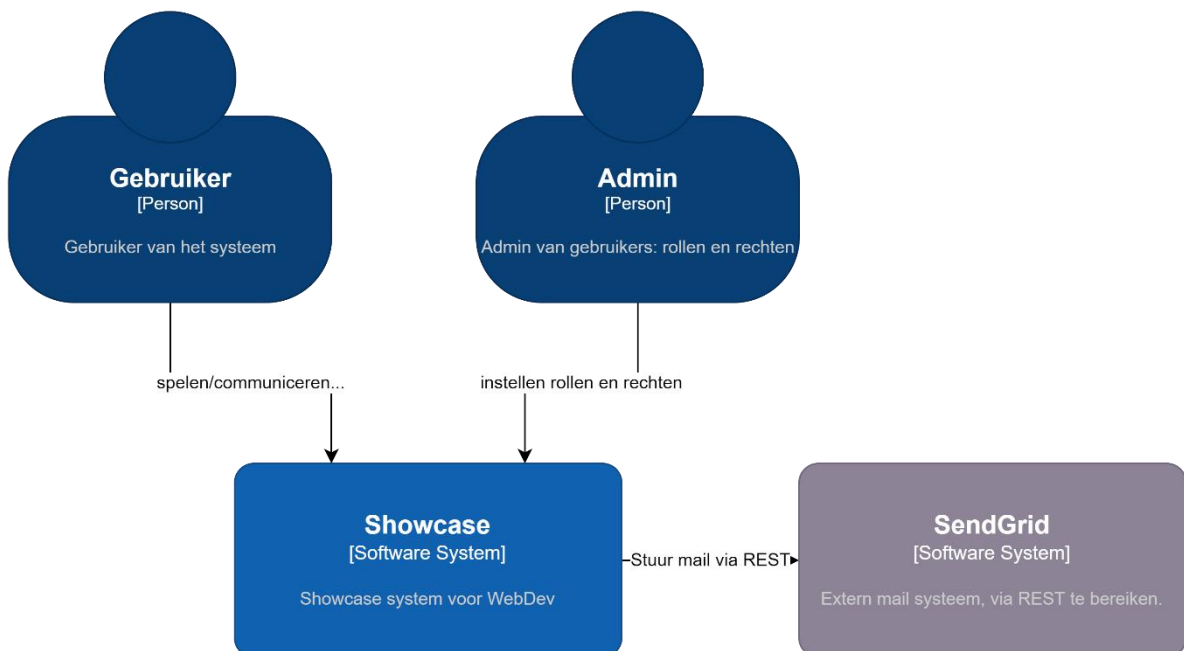 Gebruiker
[Person]
Gebruiker van het systeem
Admin
[Person]
Admin van gebruikers: rollen en rechten
spelen/communiceren...
instellen rollen en rechten
Showcase
[Software System]
Showcase system voor WebDev
Stuur mail via REST
SendGrid
[Software System]
Extern mail systeem, via REST te bereiken.